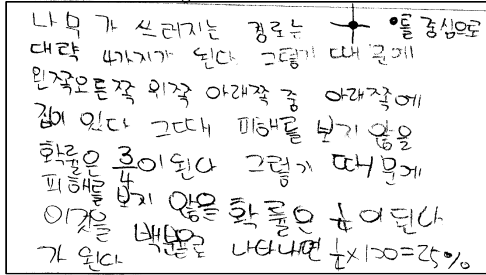 나무가 쓰러지는 경로는 •를 중심으로
대략 4가지가 된다 그렇기 때문에
왼쪽오른쪽 위쪽 아래쪽 중 아래쪽에
집이 있다 그때 피해를 보기 않을
확률은 3/4이 된다 그렇기 때문에
피해를 보지 않을 확률은 1/4이 된다
이것을 백분율로 나타내면 1/4×100=25%
가 된다